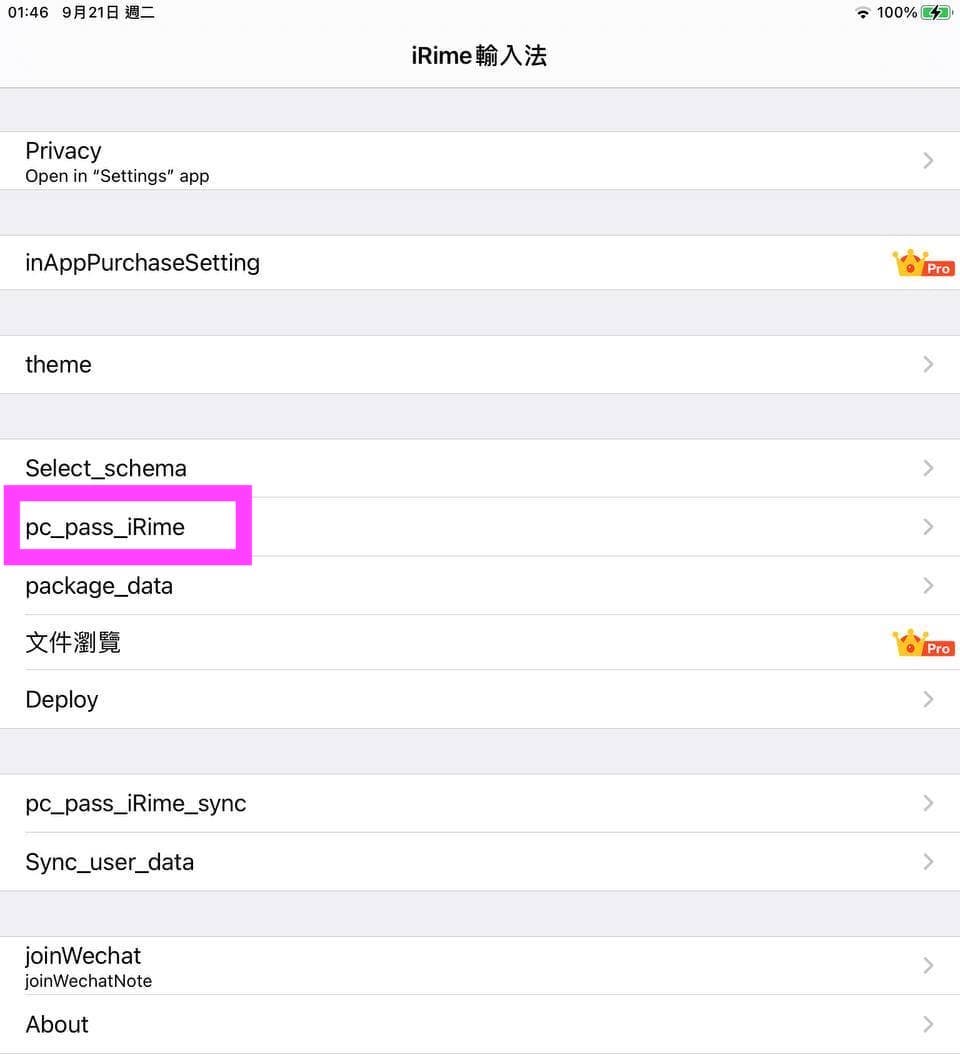 01:46 9月21日 週二 100%
iRime輸入法
Privacy
Open in “Settings” app
inAppPurchaseSetting
Pro
theme
Select_schema
pc_pass_iRime
package_data
文件瀏覽
Pro
Deploy
pc_pass_iRime_sync
Sync_user_data
joinWechat
joinWechatNote
About